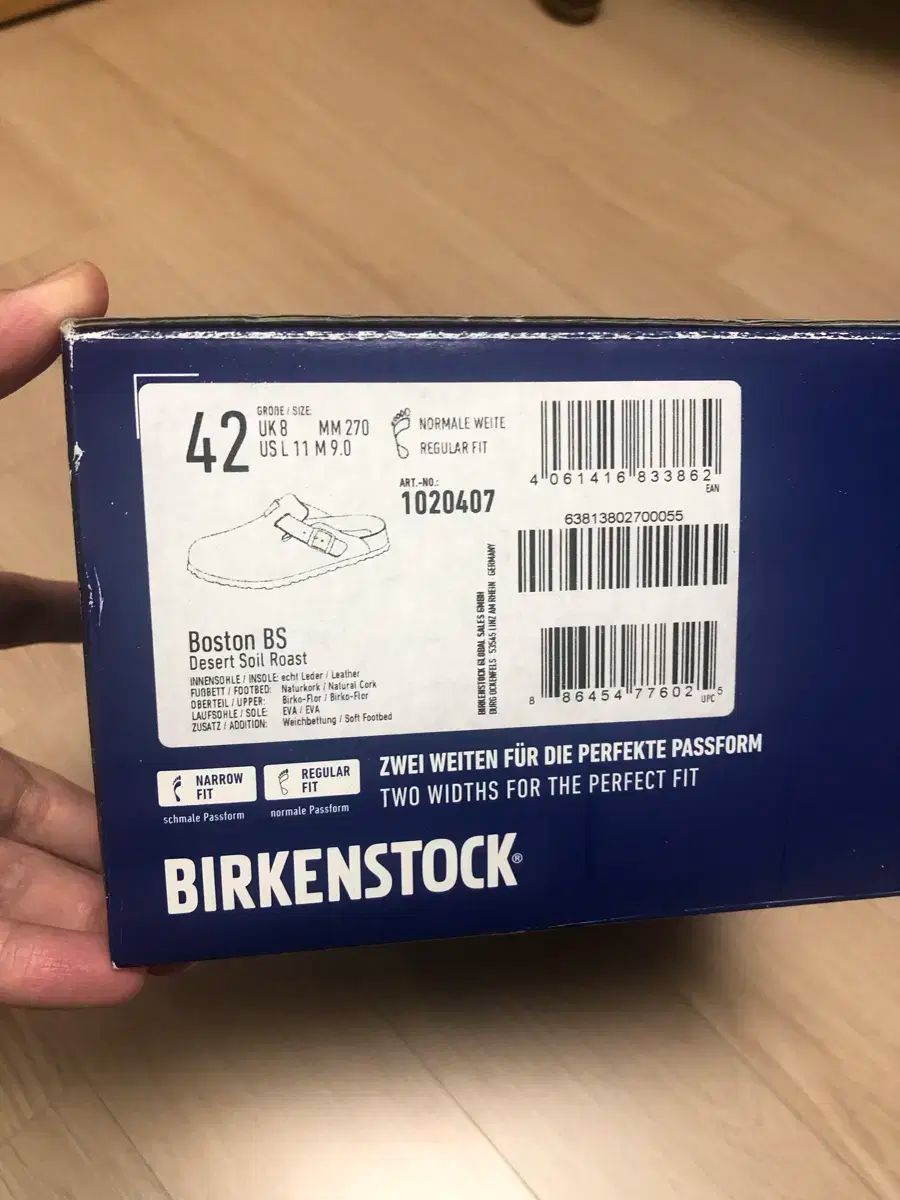 42
GRÖßE / SIZE:
UK 8 MM 270
US L 11 M 9.0
NORMALE WEITE
REGULAR FIT
ART.-NO.:
1020407
4 061416 833862
EAN
63813802700055
BIRKENSTOCK GLOBAL SALES GMBH
BURG OCKENFELS 53545 LINZ AM RHEIN GERMANY
8 86454 77602 5
UPC
Boston BS
Desert Soil Roast
INNENSOHLE / INSOLE: echt Leder / Leather
FUßBETT / FOOTBED: Naturkork / Natural Cork
OBERTEIL / UPPER: Birko-Flor / Birko-Flor
LAUFSOHLE / SOLE: EVA / EVA
ZUSATZ / ADDITION: Weichbettung / Soft Footbed
NARROW FIT
schmale Passform
REGULAR FIT
normale Passform
ZWEI WEITEN FÜR DIE PERFEKTE PASSFORM
TWO WIDTHS FOR THE PERFECT FIT
BIRKENSTOCK®